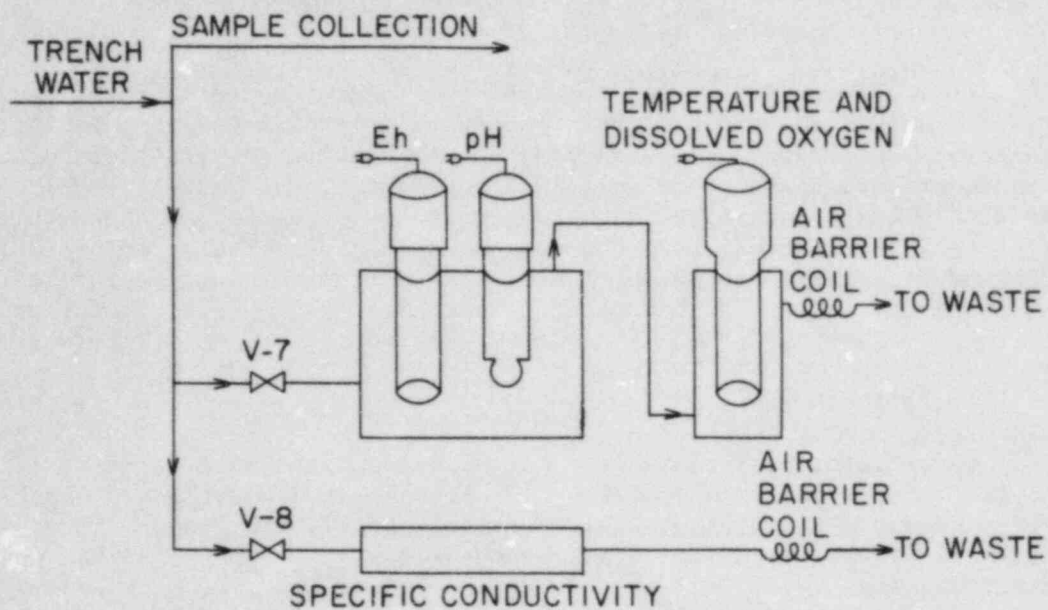 SAMPLE COLLECTION
TRENCH
WATER
TEMPERATURE AND
DISSOLVED OXYGEN
Eh
pH
AIR
BARRIER
COIL
TO WASTE
V-7
AIR
BARRIER
COIL
V-8
TO WASTE
SPECIFIC CONDUCTIVITY